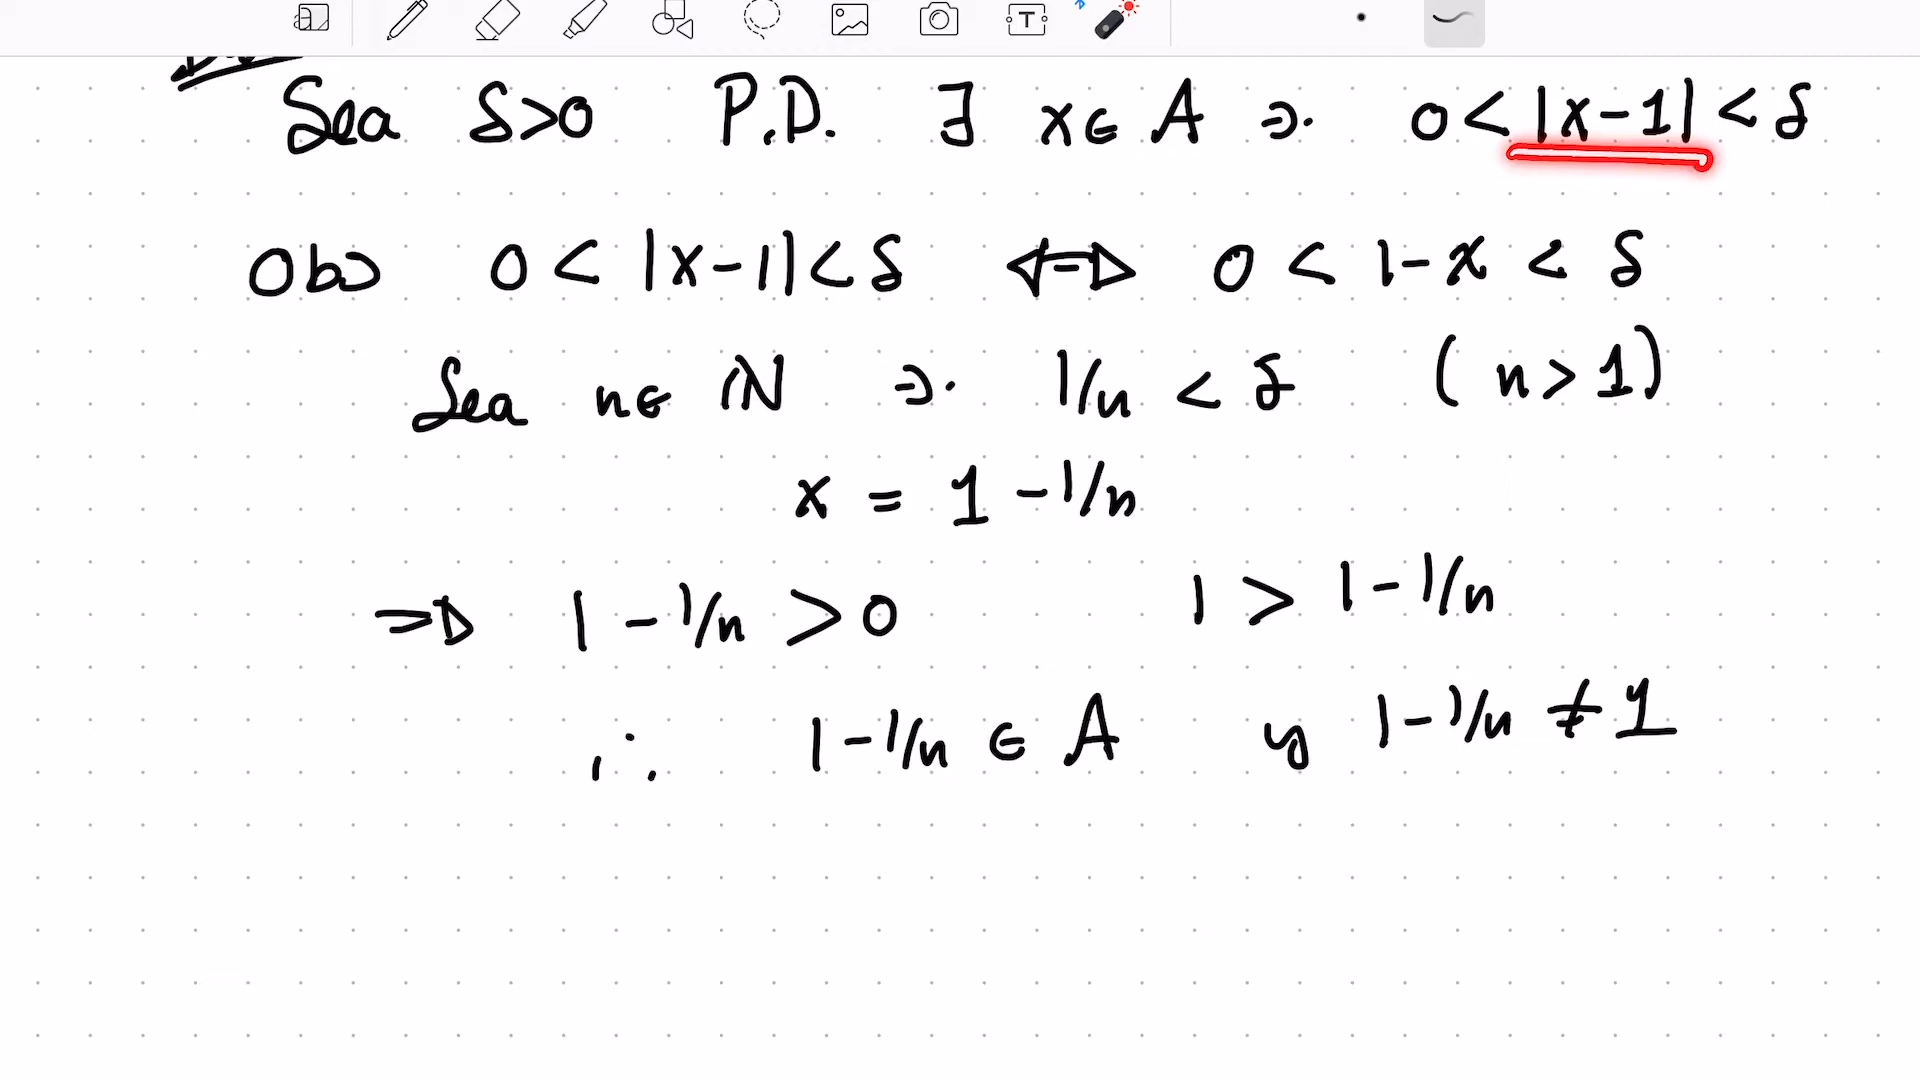 Sea δ>0 P.D. ∃ x∈A ∋· 0<|x-1|<δ
Obs 0<|x-1|<δ ⇔ 0<1-x<δ
Sea n∈ℕ ∋· 1/n<δ (n>1)
x = 1-1/n
⇒ 1-1/n>0 1>1-1/n
∴ 1-1/n∈A y 1-1/n≠1